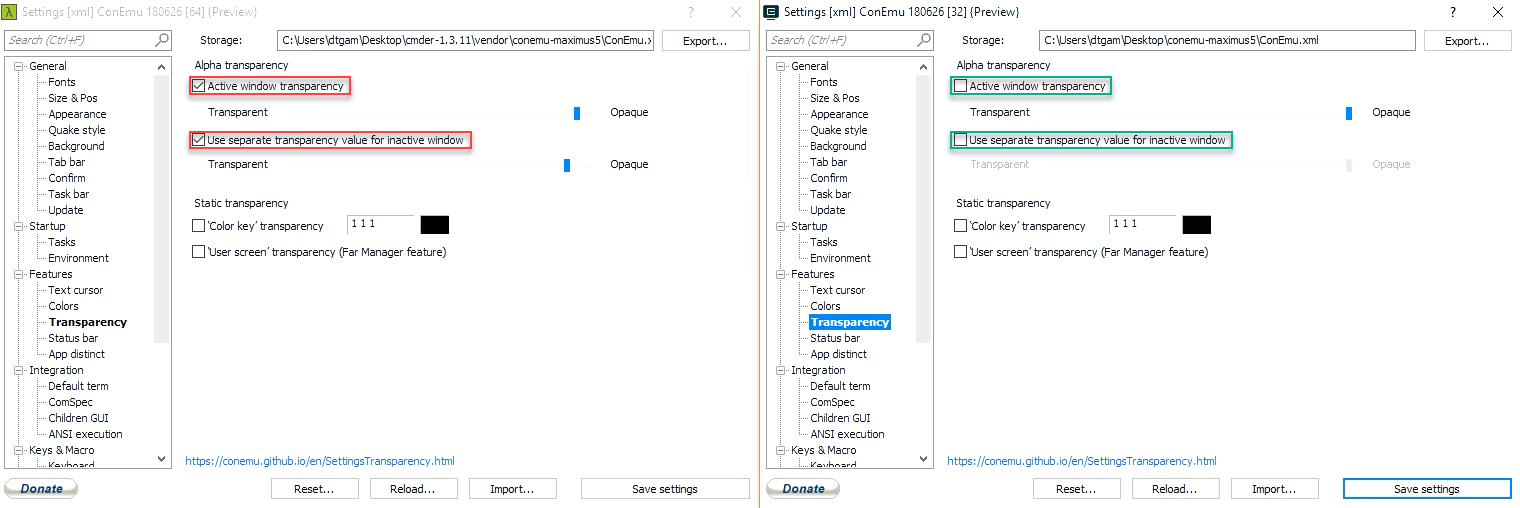 Settings [xml] ConEmu 180626 [64] {Preview}
Search (Ctrl+F)
Storage:
C:\Users\dtgam\Desktop\cmder-1.3.11\vendor\conemu-maximus5\ConEmu.x
Export...
General
Fonts
Size & Pos
Appearance
Quake style
Background
Tab bar
Confirm
Task bar
Update
Startup
Tasks
Environment
Features
Text cursor
Colors
Transparency
Status bar
App distinct
Integration
Default term
ComSpec
Children GUI
ANSI execution
Keys & Macro
Keyboard
Alpha transparency
Active window transparency
Transparent Opaque
Use separate transparency value for inactive window
Transparent Opaque
Static transparency
'Color key' transparency 1 1 1
'User screen' transparency (Far Manager feature)
https://conemu.github.io/en/SettingsTransparency.html
Donate
Reset...
Reload...
Import...
Save settings
Settings [xml] ConEmu 180626 [32] {Preview}
Search (Ctrl+F)
Storage:
C:\Users\dtgam\Desktop\conemu-maximus5\ConEmu.xml
Export...
General
Fonts
Size & Pos
Appearance
Quake style
Background
Tab bar
Confirm
Task bar
Update
Startup
Tasks
Environment
Features
Text cursor
Colors
Transparency
Status bar
App distinct
Integration
Default term
ComSpec
Children GUI
ANSI execution
Keys & Macro
Keyboard
Alpha transparency
Active window transparency
Transparent Opaque
Use separate transparency value for inactive window
Transparent Opaque
Static transparency
'Color key' transparency 1 1 1
'User screen' transparency (Far Manager feature)
https://conemu.github.io/en/SettingsTransparency.html
Donate
Reset...
Reload...
Import...
Save settings